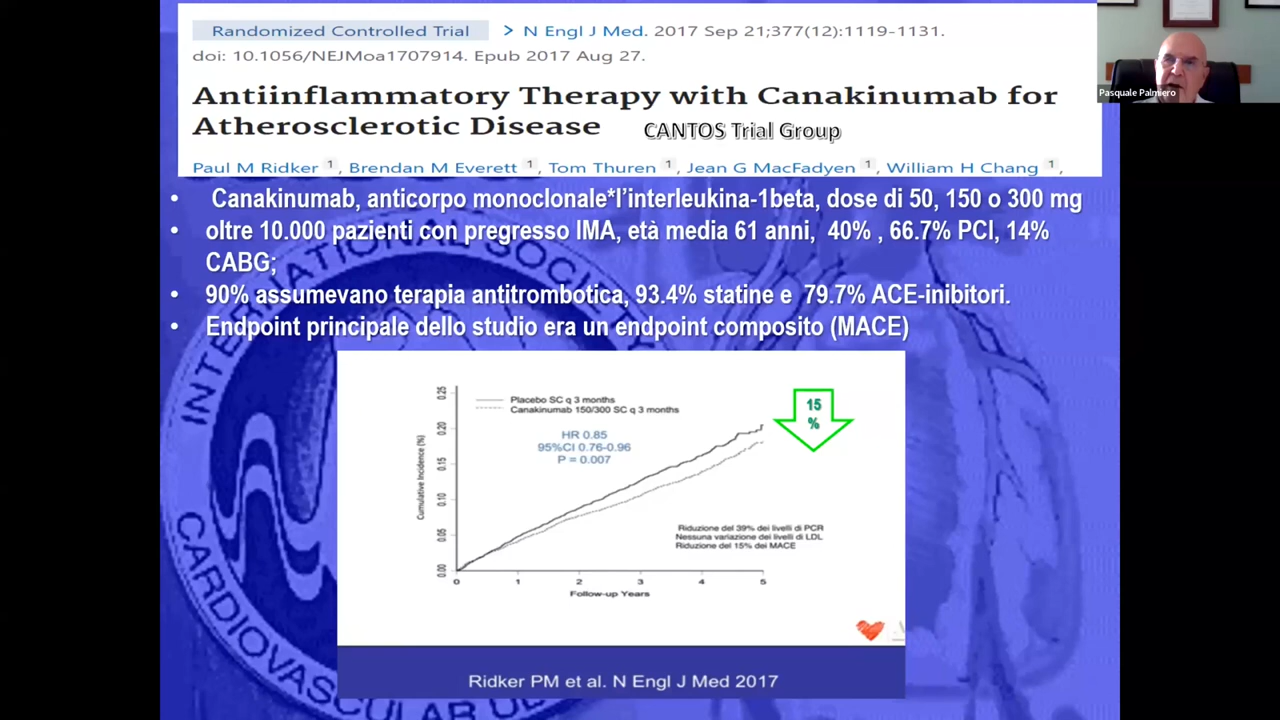 Randomized Controlled Trial > N Engl J Med. 2017 Sep 21;377(12):1119-1131.
doi: 10.1056/NEJMoa1707914. Epub 2017 Aug 27.
Antiinflammatory Therapy with Canakinumab for
Atherosclerotic Disease CANTOS Trial Group
Paul M Ridker 1, Brendan M Everett 1, Tom Thuren 1, Jean G MacFadyen 1, William H Chang 1,
Pasquale Palmiero
• Canakinumab, anticorpo monoclonale*l’interleukina-1beta, dose di 50, 150 o 300 mg
• oltre 10.000 pazienti con pregresso IMA, età media 61 anni, 40% , 66.7% PCI, 14%
CABG;
• 90% assumevano terapia antitrombotica, 93.4% statine e 79.7% ACE-inibitori.
• Endpoint principale dello studio era un endpoint composito (MACE)
Placebo SC q 3 months
Canakinumab 150/300 SC q 3 months
HR 0.85
95%CI 0.76-0.96
P = 0.007
15
%
Cumulative Incidence (%)
0.25
0.20
0.15
0.10
0.05
0.00
Riduzione del 39% dei livelli di PCR
Nessuna variazione dei livelli di LDL
Riduzione del 15% dei MACE
0 1 2 3 4 5
Follow-up Years
Ridker PM et al. N Engl J Med 2017
INTERNATIONAL SOCIETY
CARDIOVASCULAR